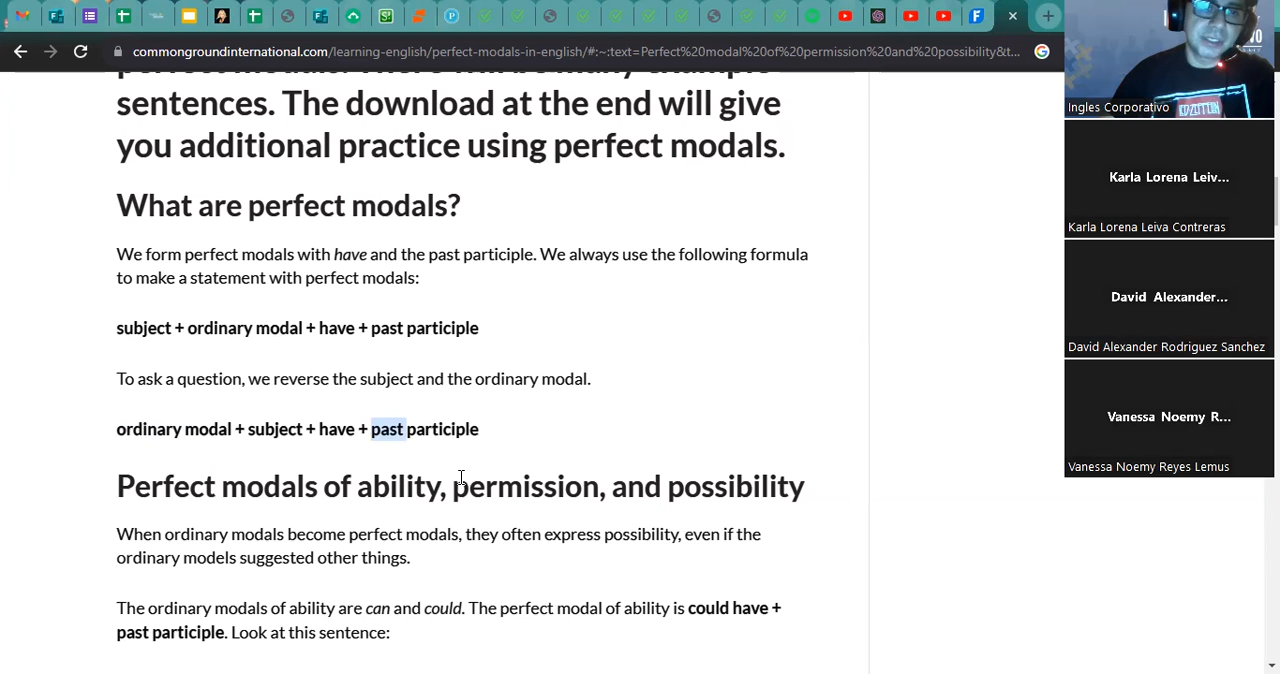 commongroundinternational.com/learning-english/perfect-modals-in-english/#:~:text=Perfect%20modal%20of%20permission%20and%20possibility&t...
sentences. The download at the end will give
you additional practice using perfect modals.
What are perfect modals?
We form perfect modals with have and the past participle. We always use the following formula
to make a statement with perfect modals:
subject + ordinary modal + have + past participle
To ask a question, we reverse the subject and the ordinary modal.
ordinary modal + subject + have + past participle
Perfect modals of ability, permission, and possibility
When ordinary modals become perfect modals, they often express possibility, even if the
ordinary models suggested other things.
The ordinary modals of ability are can and could. The perfect modal of ability is could have +
past participle. Look at this sentence:
Ingles Corporativo
Karla Lorena Leiv...
Karla Lorena Leiva Contreras
David Alexander...
David Alexander Rodriguez Sanchez
Vanessa Noemy R...
Vanessa Noemy Reyes Lemus